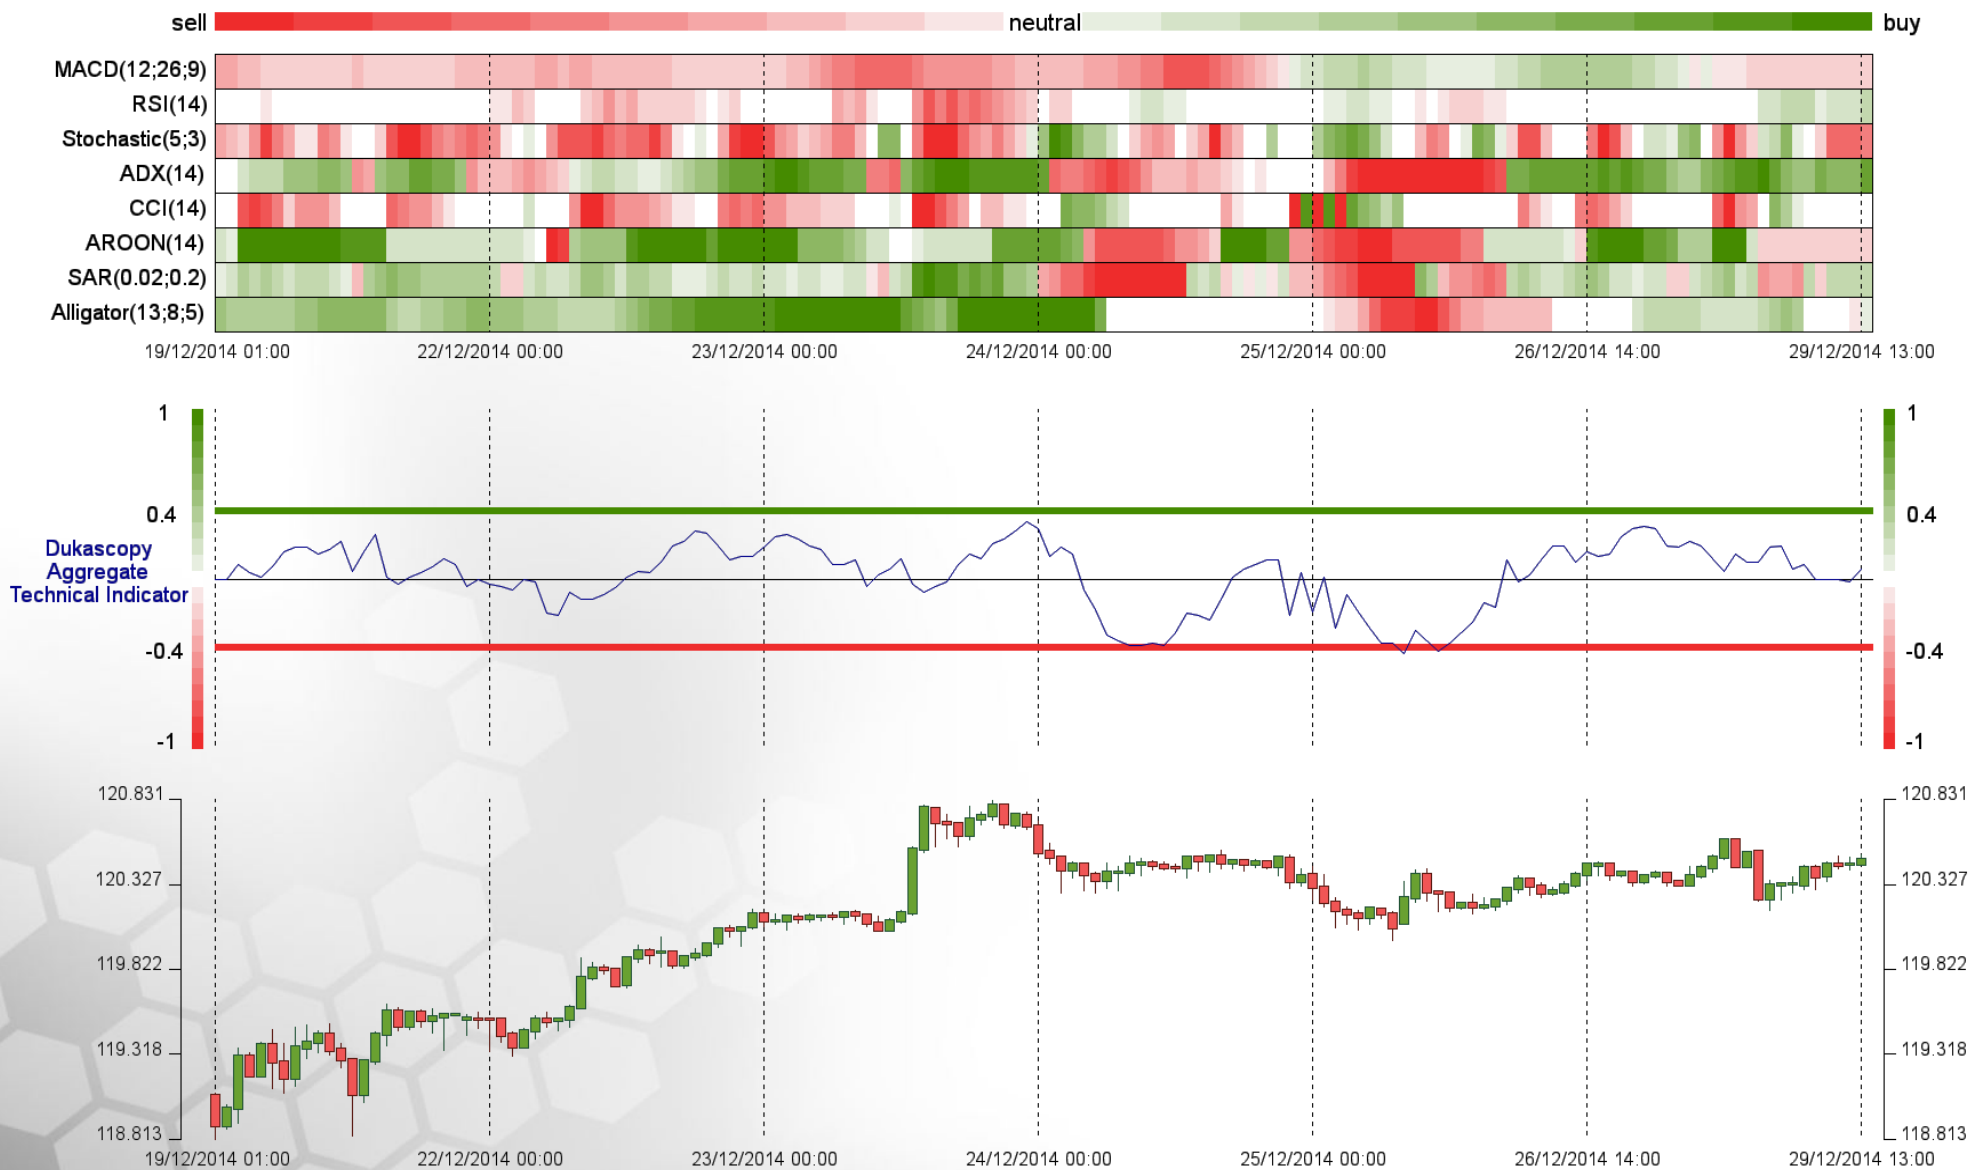 sell neutral buy
MACD(12;26;9)
RSI(14)
Stochastic(5;3)
ADX(14)
CCI(14)
AROON(14)
SAR(0.02;0.2)
Alligator(13;8;5)
19/12/2014 01:00 22/12/2014 00:00 23/12/2014 00:00 24/12/2014 00:00 25/12/2014 00:00 26/12/2014 14:00 29/12/2014 13:00
1 1
0.4 0.4
Dukascopy
Aggregate
Technical Indicator
-0.4 -0.4
-1 -1
120.831 120.831
120.327 120.327
119.822 119.822
119.318 119.318
118.813 118.813
19/12/2014 01:00 22/12/2014 00:00 23/12/2014 00:00 24/12/2014 00:00 25/12/2014 00:00 26/12/2014 14:00 29/12/2014 13:00